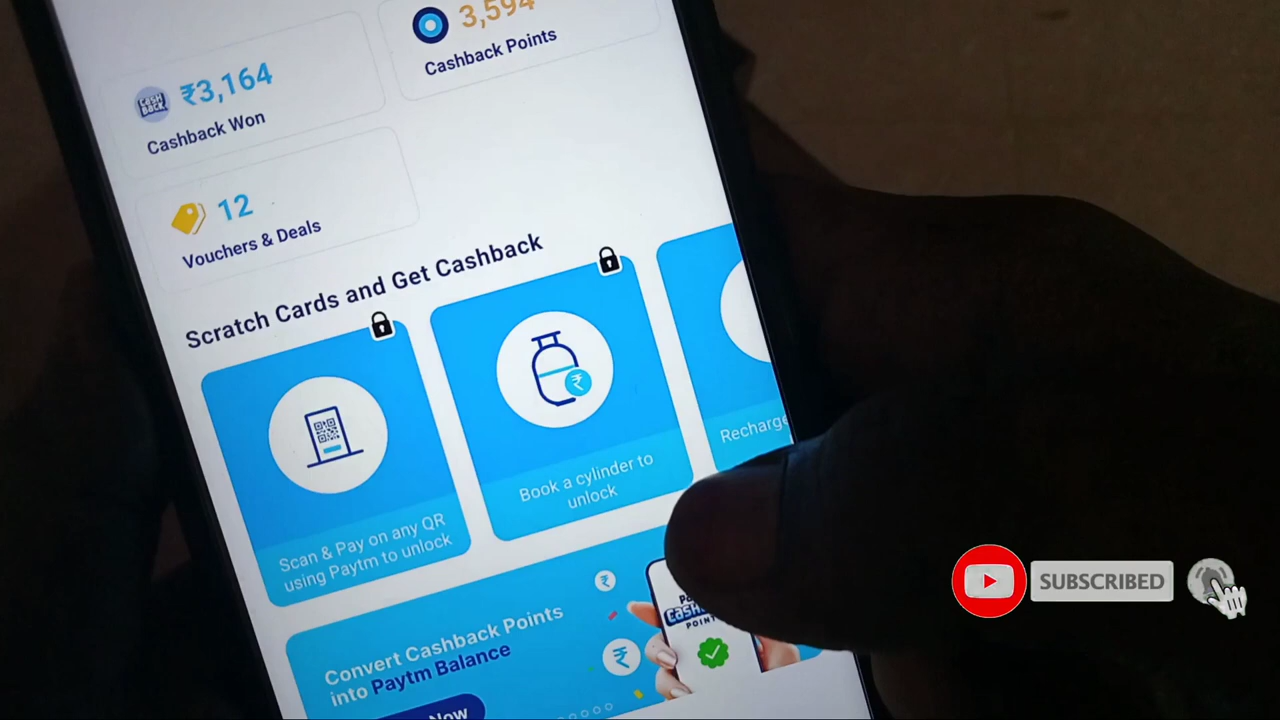 ₹3,164
Cashback Won
3,594
Cashback Points
12
Vouchers & Deals
Scratch Cards and Get Cashback
Scan & Pay on any QR
using Paytm to unlock
Book a cylinder to
unlock
Recharge
Convert Cashback Points
into Paytm Balance
Now
SUBSCRIBED